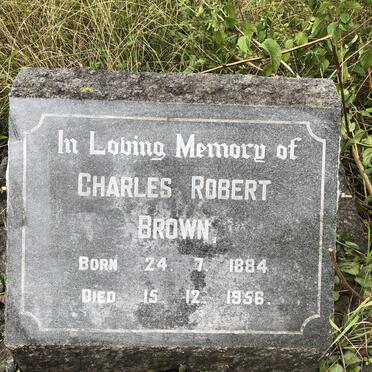 In Loving Memory of
CHARLES ROBERT
BROWN,
BORN 24. 7. 1884
DIED 15. 12. 1956.